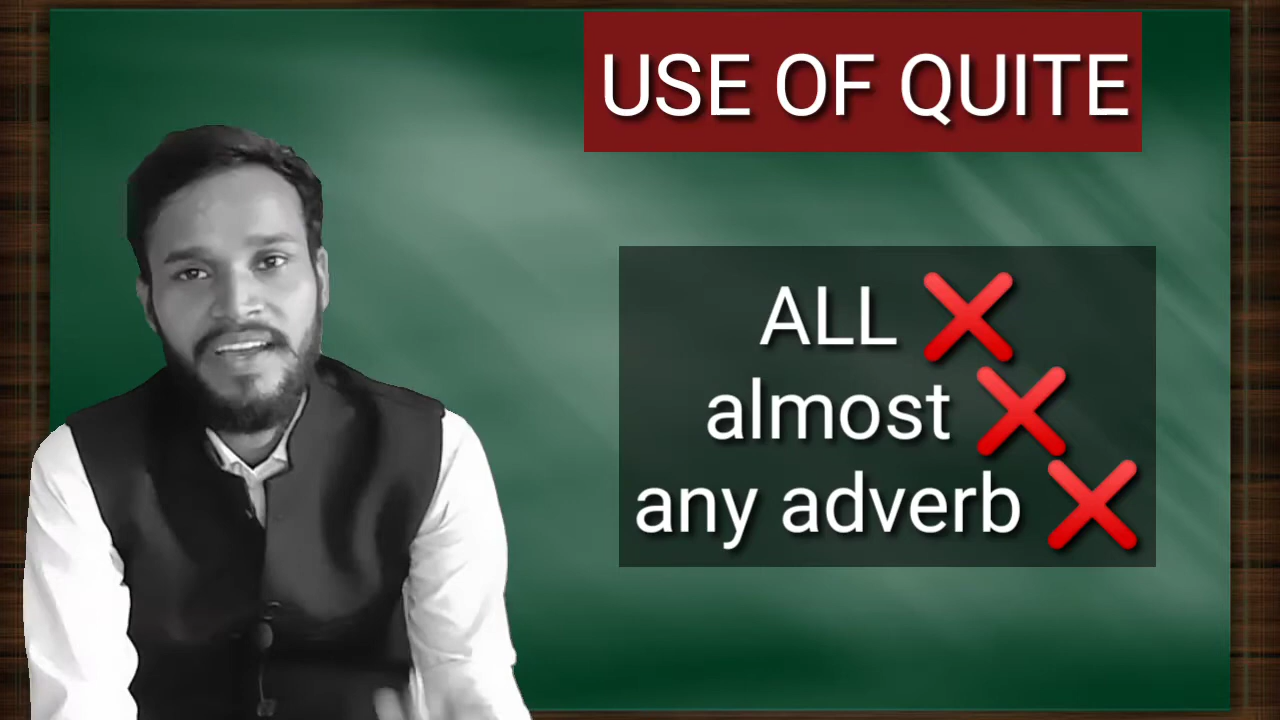 USE OF QUITE
ALL ❌
almost ❌
any adverb ❌